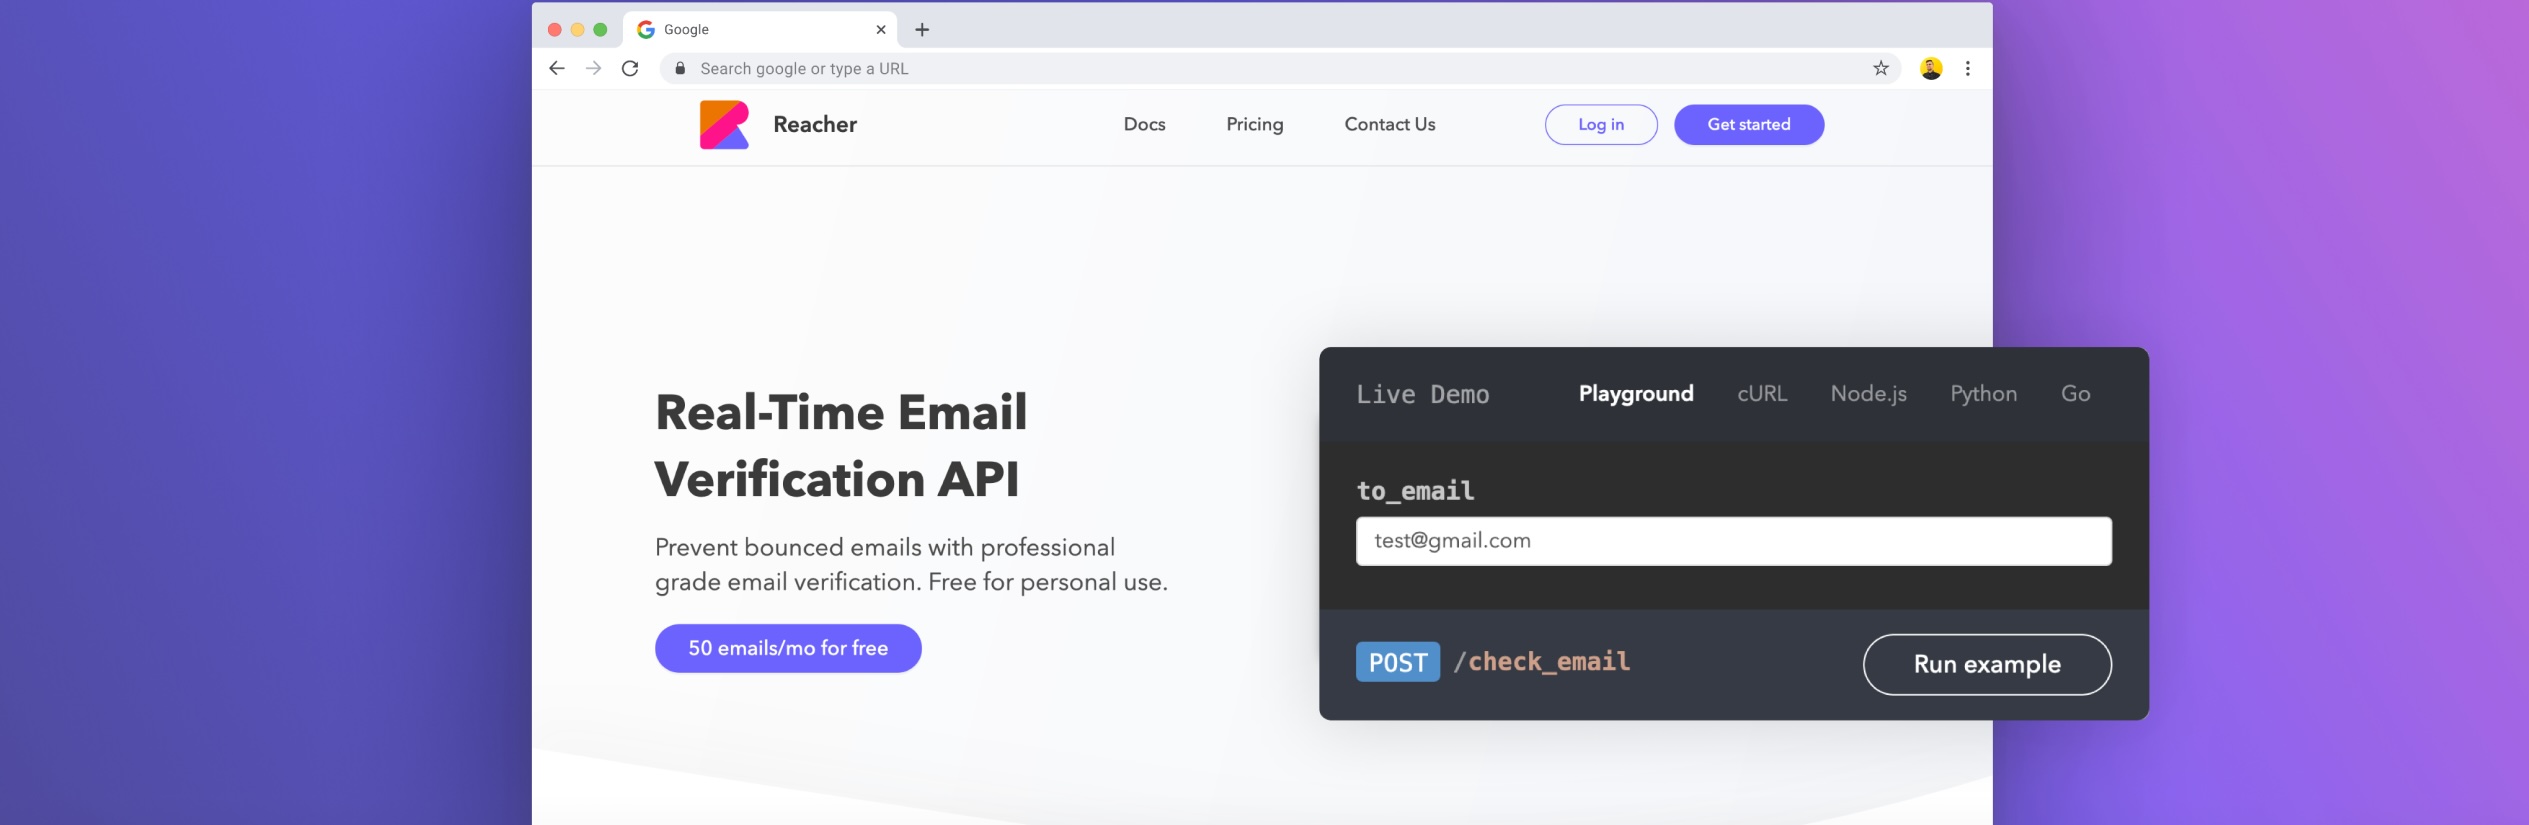 Google
Search google or type a URL
Reacher
Docs
Pricing
Contact Us
Log in
Get started
Real-Time Email
Verification API
Prevent bounced emails with professional
grade email verification. Free for personal use.
50 emails/mo for free
Live Demo
Playground
cURL
Node.js
Python
Go
to_email
test@gmail.com
POST /check_email
Run example